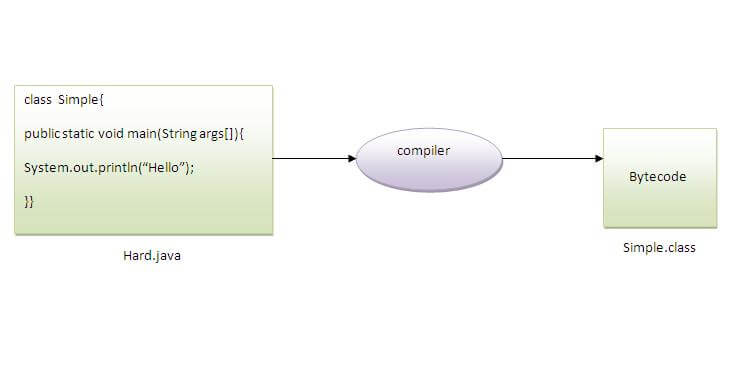 class Simple{
public static void main(String args[]){
System.out.println(“Hello”);
}}
Hard.java
compiler
Bytecode
Simple.class